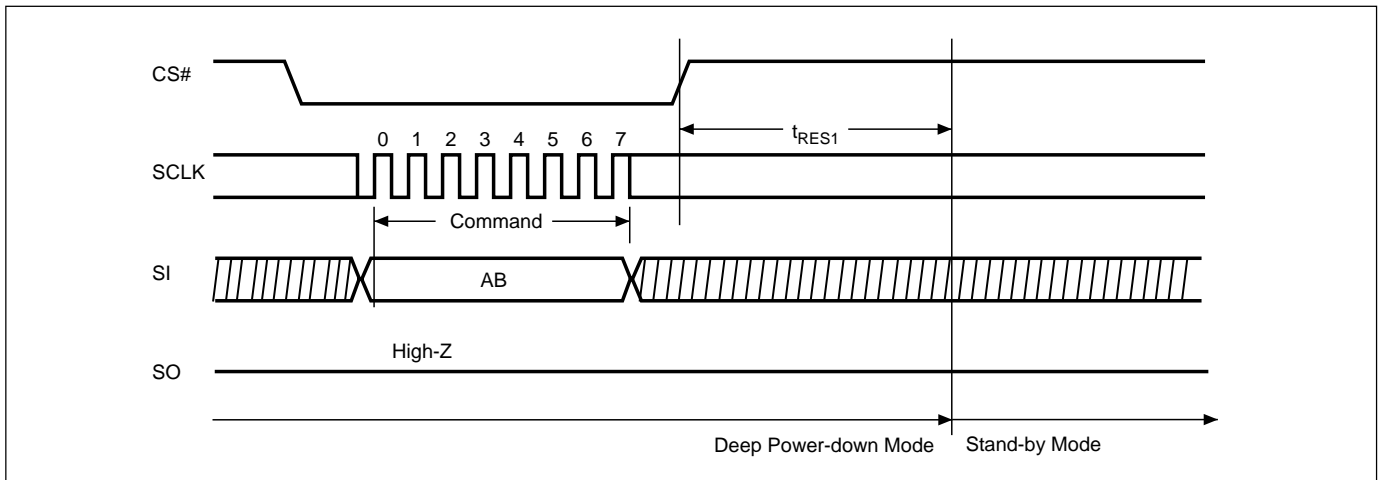 CS#
tRES1
0 1 2 3 4 5 6 7
SCLK
Command
SI
AB
High-Z
SO
Deep Power-down Mode
Stand-by Mode